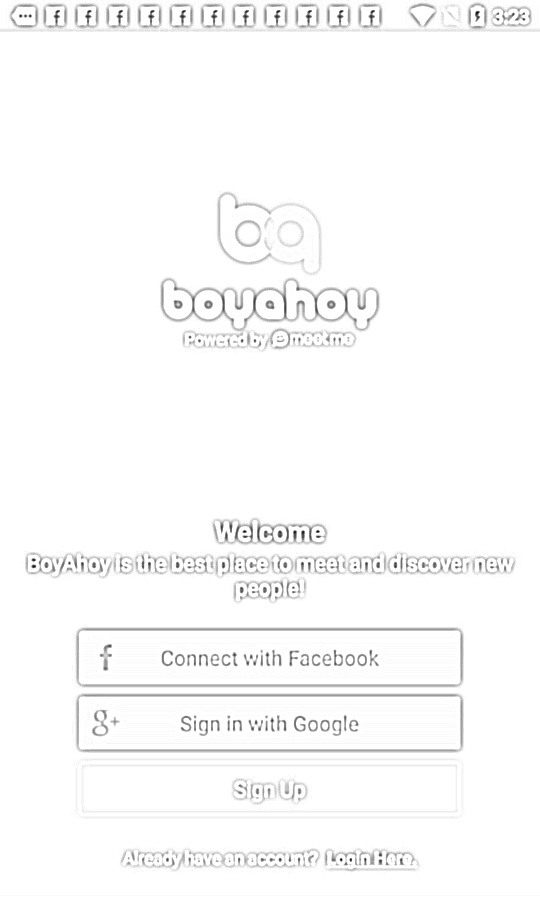 3:23
bq
boyahoy
Powered by meetme
Welcome
BoyAhoy is the best place to meet and discover new
people!
f Connect with Facebook
g+ Sign in with Google
Sign Up
Already have an account? Login Here.